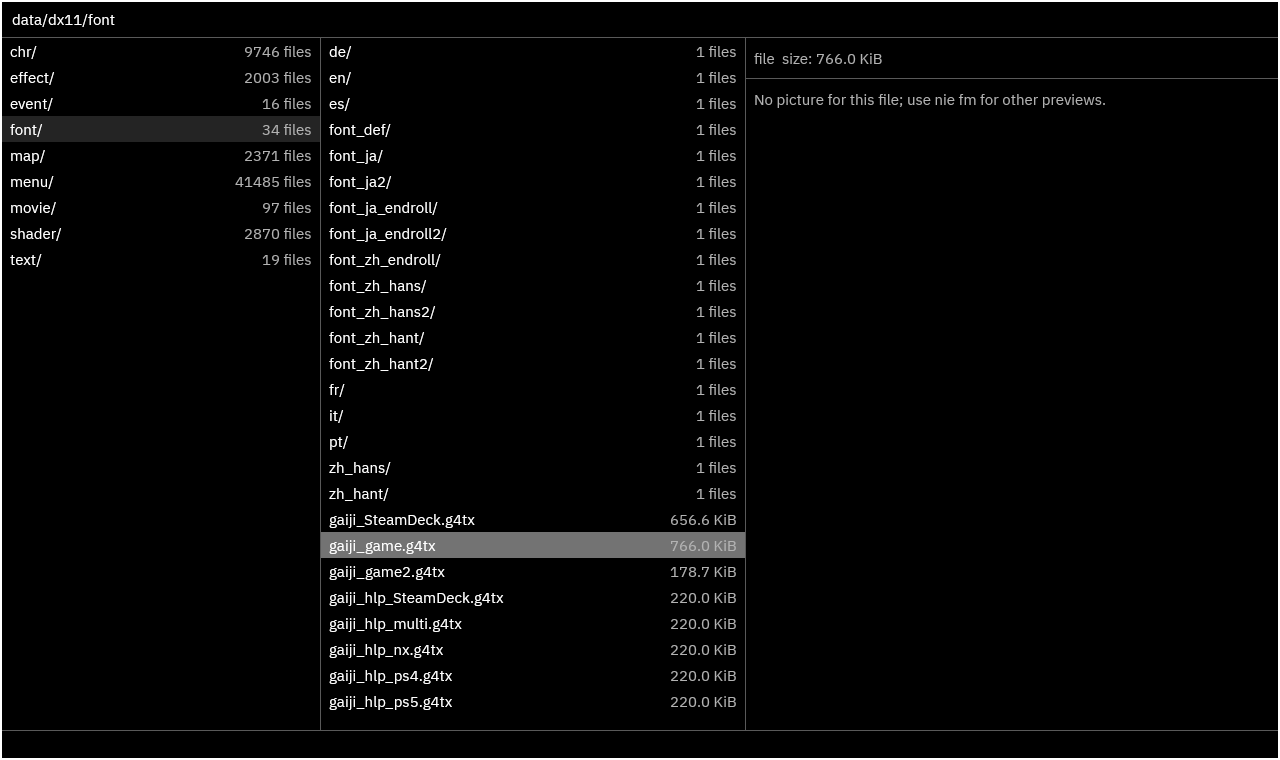 data/dx11/font
chr/ 9746 files
effect/ 2003 files
event/ 16 files
font/ 34 files
map/ 2371 files
menu/ 41485 files
movie/ 97 files
shader/ 2870 files
text/ 19 files
de/ 1 files
en/ 1 files
es/ 1 files
font_def/ 1 files
font_ja/ 1 files
font_ja2/ 1 files
font_ja_endroll/ 1 files
font_ja_endroll2/ 1 files
font_zh_endroll/ 1 files
font_zh_hans/ 1 files
font_zh_hans2/ 1 files
font_zh_hant/ 1 files
font_zh_hant2/ 1 files
fr/ 1 files
it/ 1 files
pt/ 1 files
zh_hans/ 1 files
zh_hant/ 1 files
gaiji_SteamDeck.g4tx 656.6 KiB
gaiji_game.g4tx 766.0 KiB
gaiji_game2.g4tx 178.7 KiB
gaiji_hlp_SteamDeck.g4tx 220.0 KiB
gaiji_hlp_multi.g4tx 220.0 KiB
gaiji_hlp_nx.g4tx 220.0 KiB
gaiji_hlp_ps4.g4tx 220.0 KiB
gaiji_hlp_ps5.g4tx 220.0 KiB
file  size: 766.0 KiB
No picture for this file; use nie fm for other previews.